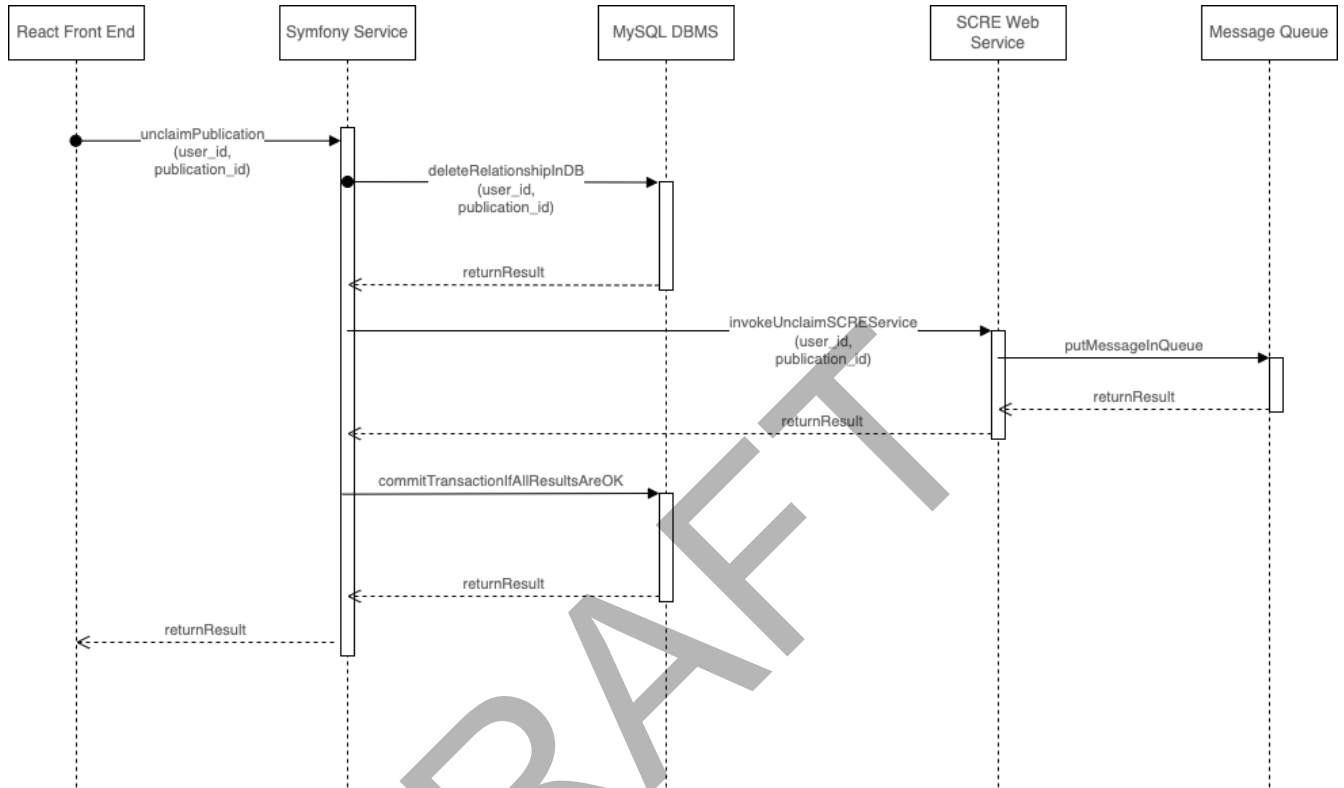 React Front End
Symfony Service
MySQL DBMS
SCRE Web
Service
Message Queue
unclaimPublication
(user_id,
publication_id)
deleteRelationshipInDB
(user_id,
publication_id)
returnResult
invokeUnclaimSCREService
(user_id,
publication_id)
putMessageInQueue
returnResult
returnResult
commitTransactionIfAllResultsAreOK
returnResult
returnResult
RAFT